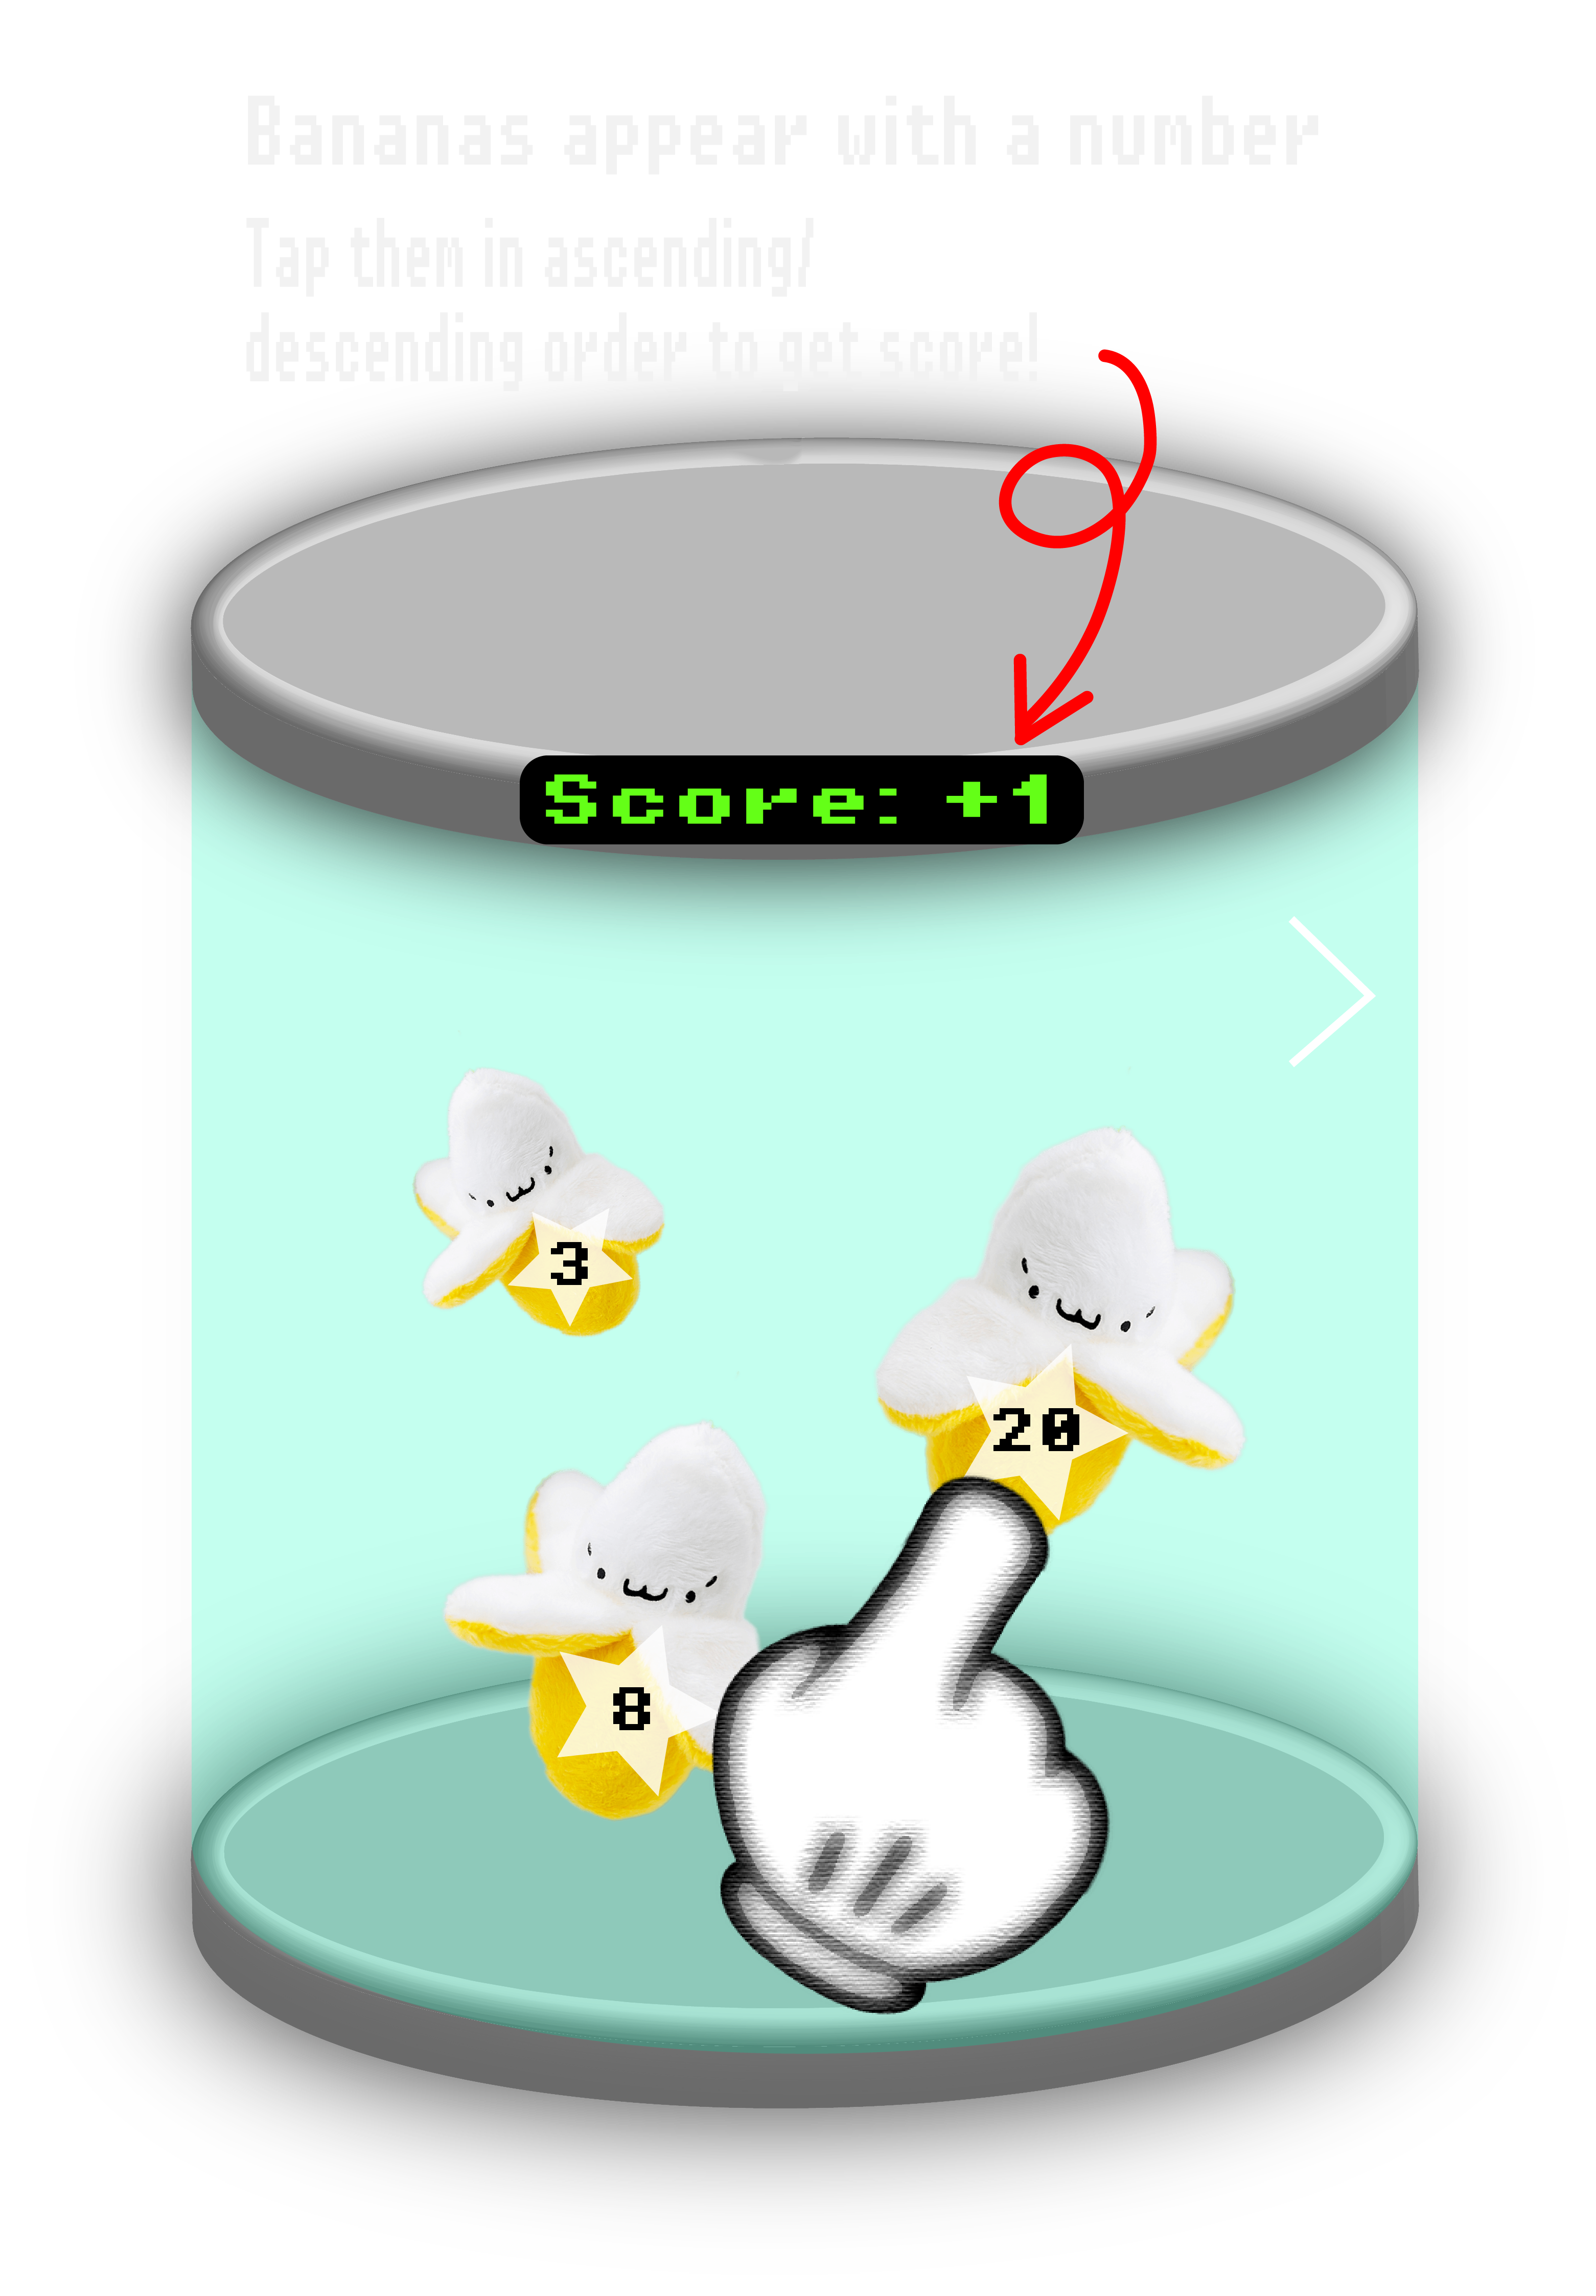 Bananas appear with a number
Tap them in ascending/
descending order to get score!
Score: +1
3
20
8